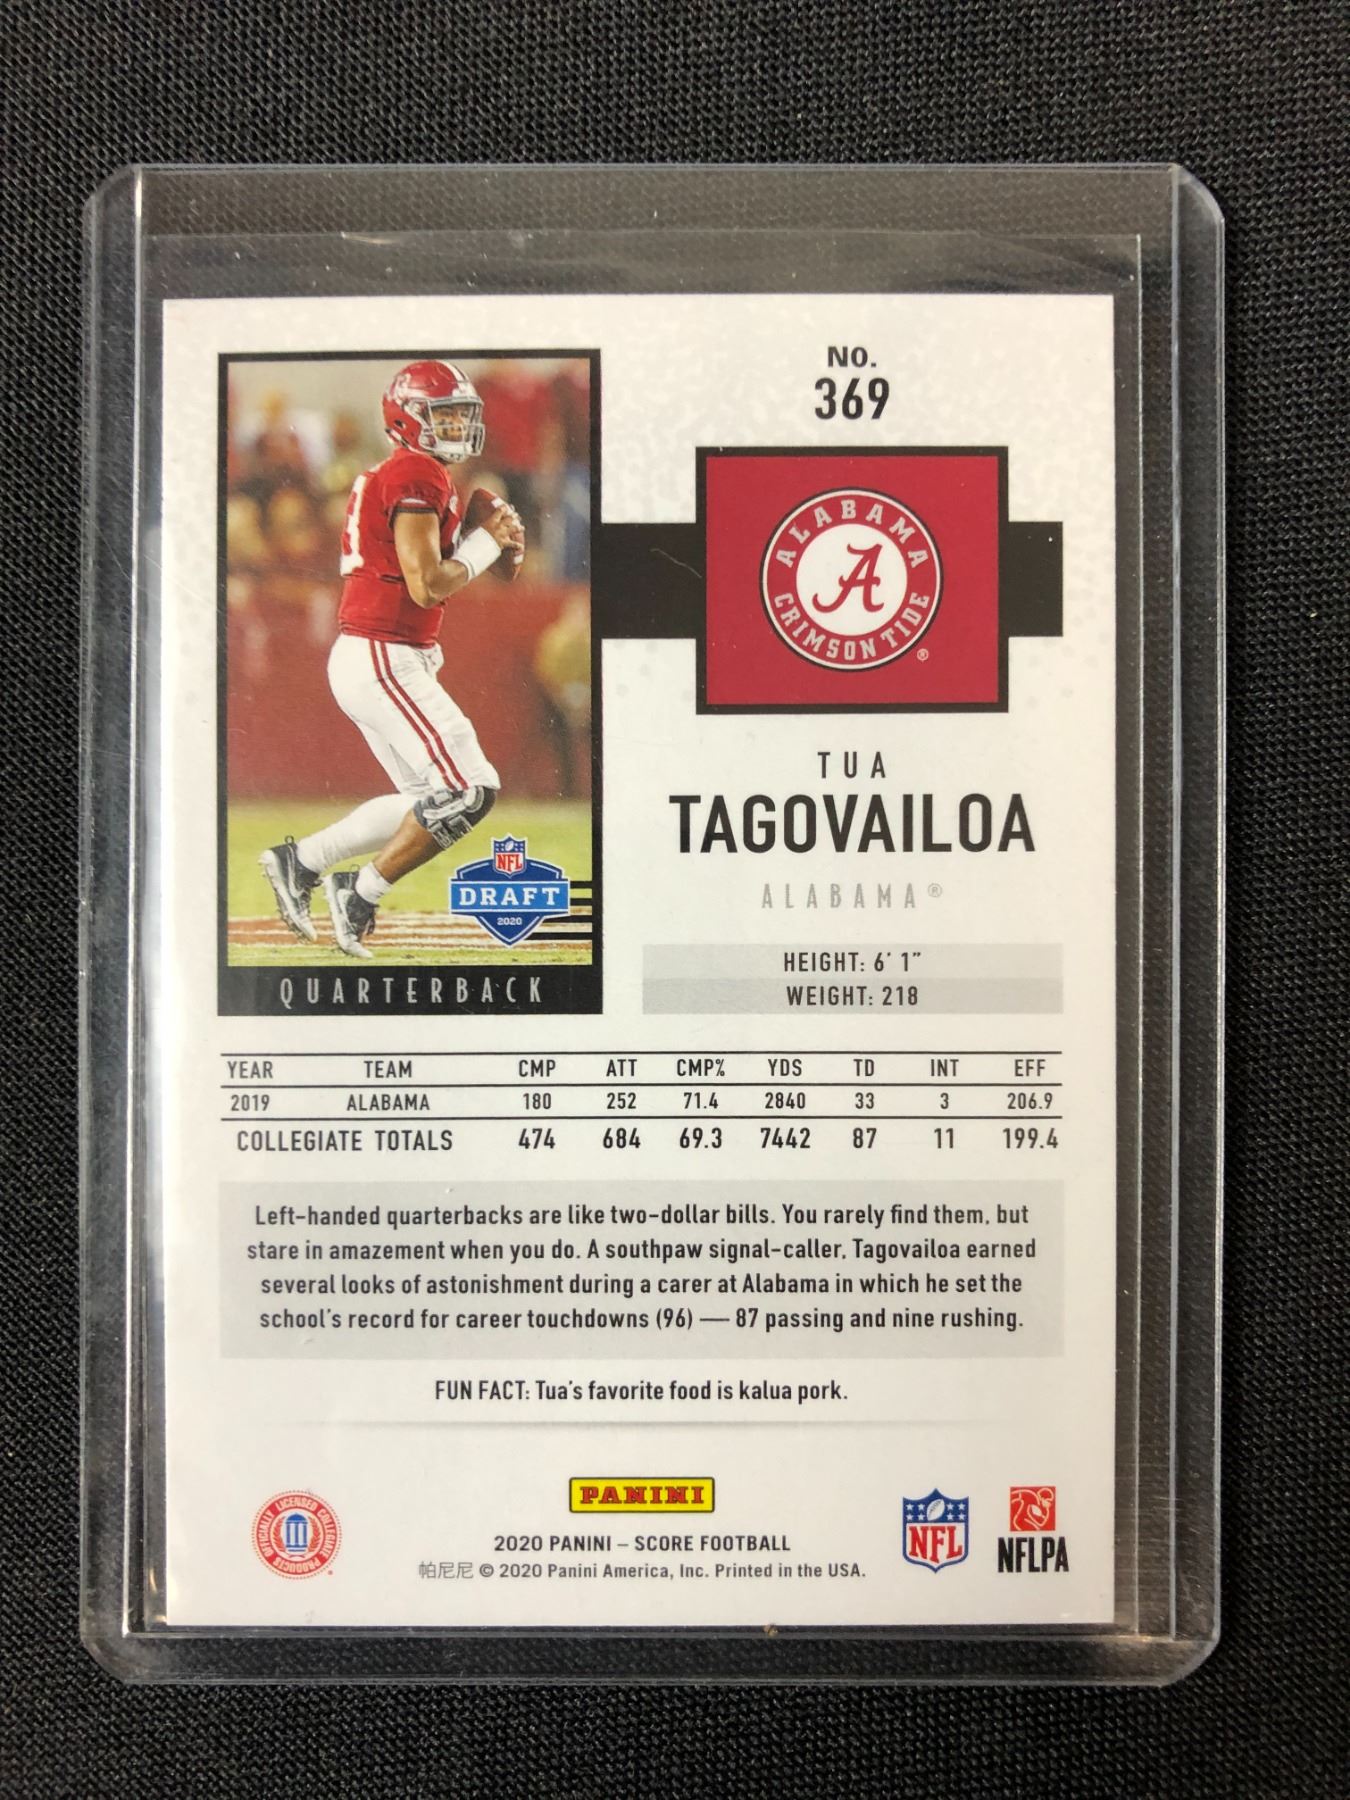 NO.
369
ALABAMA
A
CRIMSON TIDE
®
TUA
TAGOVAILOA
ALABAMA®
3
NFL
DRAFT
2020
QUARTERBACK
HEIGHT: 6' 1"
WEIGHT: 218
YEAR TEAM CMP ATT CMP% YDS TD INT EFF
2019 ALABAMA 180 252 71.4 2840 33 3 206.9
COLLEGIATE TOTALS 474 684 69.3 7442 87 11 199.4
Left-handed quarterbacks are like two-dollar bills. You rarely find them, but
stare in amazement when you do. A southpaw signal-caller, Tagovailoa earned
several looks of astonishment during a carer at Alabama in which he set the
school's record for career touchdowns (96) — 87 passing and nine rushing.
FUN FACT: Tua's favorite food is kalua pork.
OFFICIALLY LICENSED COLLEGIATE PRODUCTS
PANINI
2020 PANINI – SCORE FOOTBALL
帕尼尼 © 2020 Panini America, Inc. Printed in the USA.
NFL
NFLPA